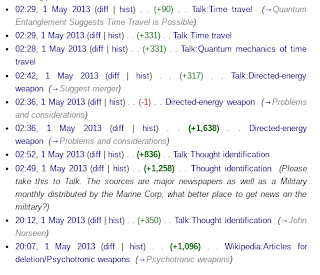 02:29, 1 May 2013 (diff | hist) . . (+90) . . Talk:Time travel (→Quantum
Entanglement Suggests Time Travel is Possible)
02:29, 1 May 2013 (diff | hist) . . (+331) . . Talk:Time travel
02:28, 1 May 2013 (diff | hist) . . (+331) . . Talk:Quantum mechanics of time
travel
02:42, 1 May 2013 (diff | hist) . . (+317) . . Talk:Directed-energy
weapon (→Suggest merger)
02:36, 1 May 2013 (diff | hist) . . (-1) . . Directed-energy weapon (→Problems
and considerations)
02:36, 1 May 2013 (diff | hist) . . (+1,638) . . Directed-energy
weapon (→Problems and considerations)
02:52, 1 May 2013 (diff | hist) . . (+836) . . Talk:Thought identification
02:49, 1 May 2013 (diff | hist) . . (+1,258) . . Thought identification (Please
take this to Talk. The sources are major newspapers as well as a Military
monthly distributed by the Marine Corp, what better place to get news on the
military?)
20:12, 1 May 2013 (diff | hist) . . (+350) . . Talk:Thought identification (→John
Norseen)
20:07, 1 May 2013 (diff | hist) . . (+1,096) . . Wikipedia:Articles for
deletion/Psychotronic weapons (→Psychotronic weapons)